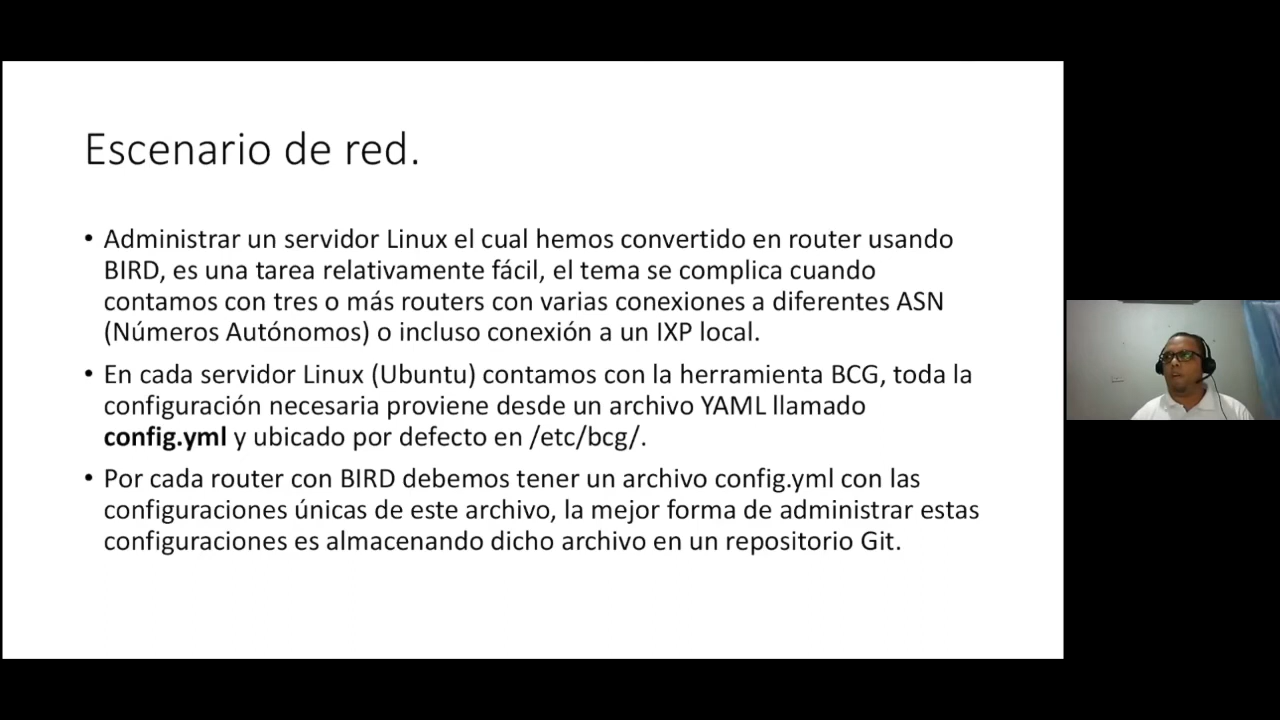 Escenario de red.
• Administrar un servidor Linux el cual hemos convertido en router usando
BIRD, es una tarea relativamente fácil, el tema se complica cuando
contamos con tres o más routers con varias conexiones a diferentes ASN
(Números Autónomos) o incluso conexión a un IXP local.
• En cada servidor Linux (Ubuntu) contamos con la herramienta BCG, toda la
configuración necesaria proviene desde un archivo YAML llamado
config.yml y ubicado por defecto en /etc/bcg/.
• Por cada router con BIRD debemos tener un archivo config.yml con las
configuraciones únicas de este archivo, la mejor forma de administrar estas
configuraciones es almacenando dicho archivo en un repositorio Git.